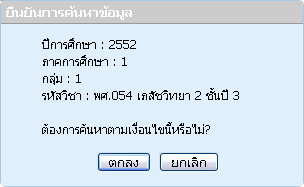 ยืนยันการค้นหาข้อมูล
ปีการศึกษา : 2552
ภาคการศึกษา : 1
กลุ่ม : 1
รหัสวิชา : พศ.054 เภสัชวิทยา 2 ชั้นปี 3
ต้องการค้นหาตามเงื่อนไขนี้หรือไม่?
ตกลง ยกเลิก